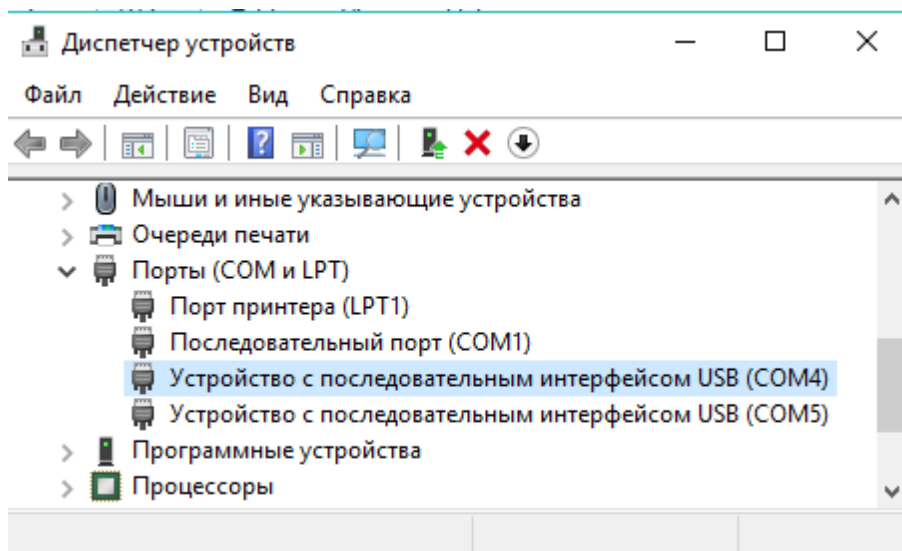 Диспетчер устройств
Файл Действие Вид Справка
Мыши и иные указывающие устройства
Очереди печати
Порты (COM и LPT)
Порт принтера (LPT1)
Последовательный порт (COM1)
Устройство с последовательным интерфейсом USB (COM4)
Устройство с последовательным интерфейсом USB (COM5)
Программные устройства
Процессоры